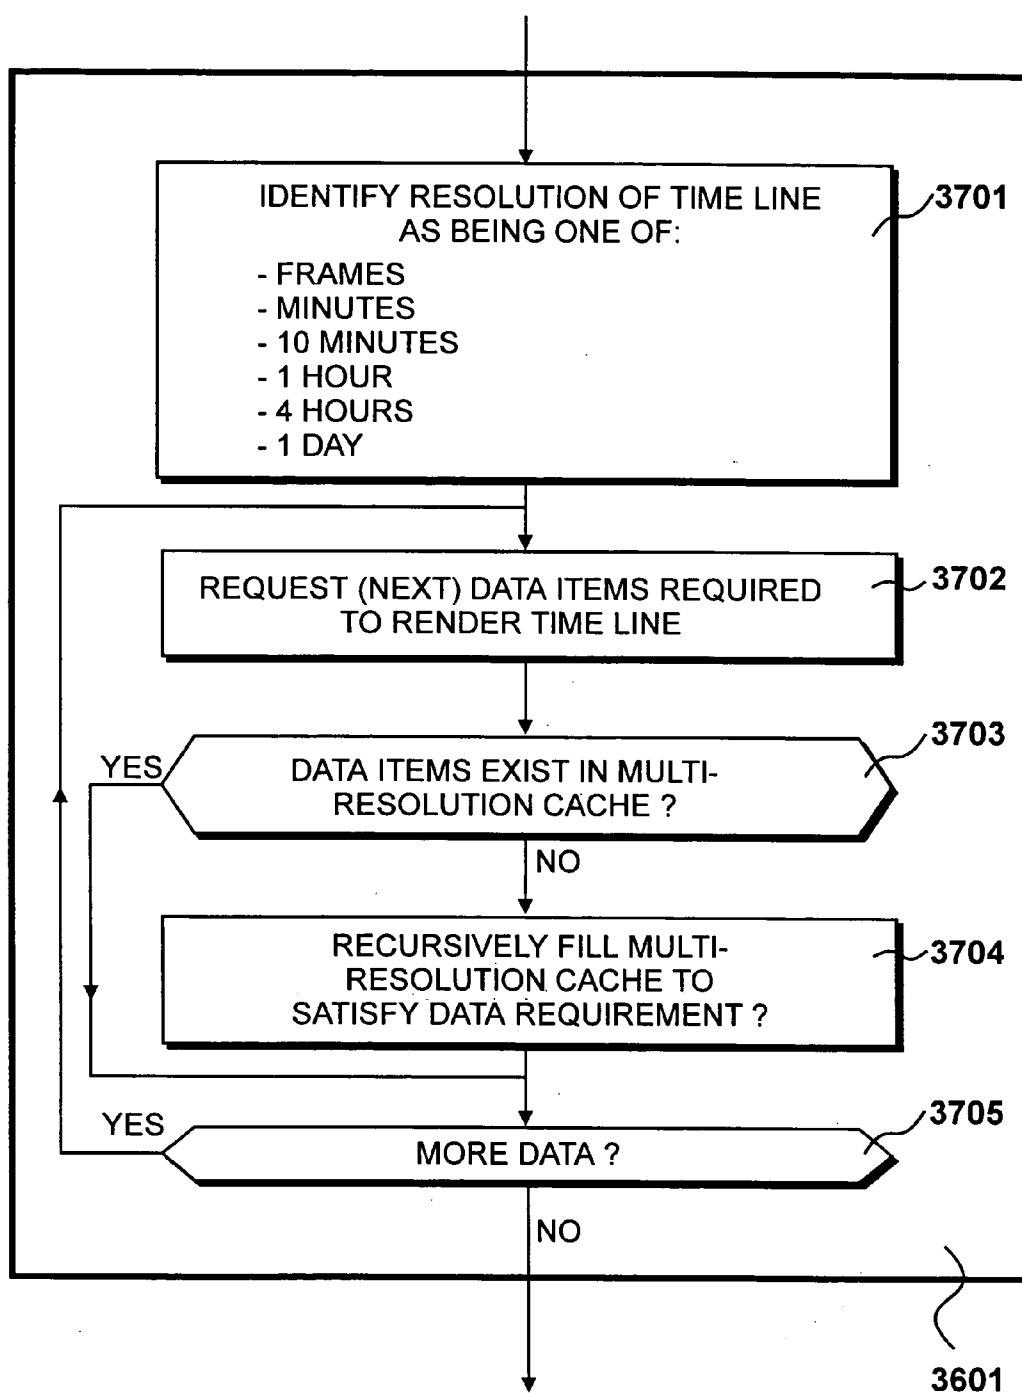 IDENTIFY RESOLUTION OF TIME LINE
AS BEING ONE OF:
- FRAMES
- MINUTES
- 10 MINUTES
- 1 HOUR
- 4 HOURS
- 1 DAY
3701
REQUEST (NEXT) DATA ITEMS REQUIRED
TO RENDER TIME LINE
3702
YES
DATA ITEMS EXIST IN MULTI-
RESOLUTION CACHE ?
3703
NO
RECURSIVELY FILL MULTI-
RESOLUTION CACHE TO
SATISFY DATA REQUIREMENT ?
3704
YES
MORE DATA ?
3705
NO
3601